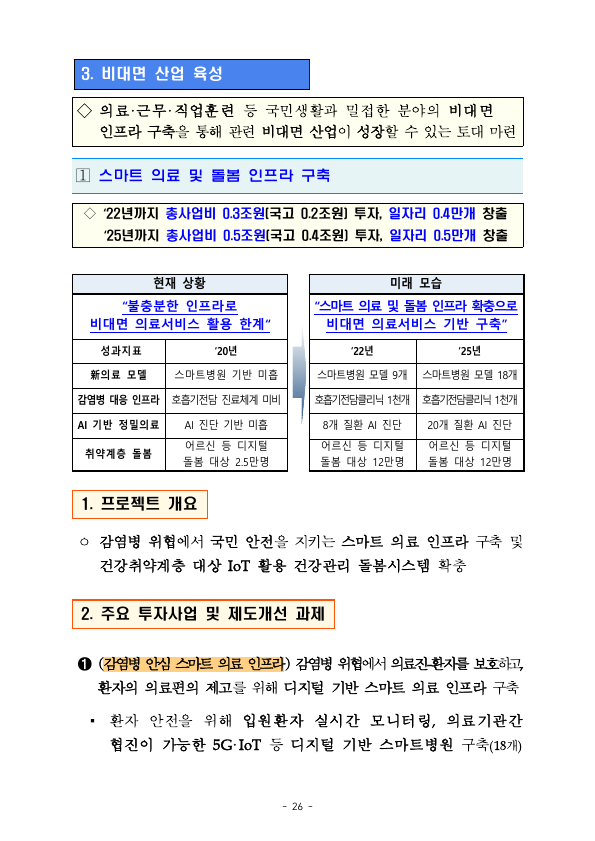 3. 비대면 산업 육성
◇ 의료·근무·직업훈련 등 국민생활과 밀접한 분야의 비대면
인프라 구축을 통해 관련 비대면 산업이 성장할 수 있는 토대 마련
1 스마트 의료 및 돌봄 인프라 구축
◇ ‘22년까지 총사업비 0.3조원(국고 0.2조원) 투자, 일자리 0.4만개 창출
‘25년까지 총사업비 0.5조원(국고 0.4조원) 투자, 일자리 0.5만개 창출
현재 상황
“불충분한 인프라로
비대면 의료서비스 활용 한계“
성과지표 ‘20년
新의료 모델 스마트병원 기반 미흡
감염병 대응 인프라 호흡기전담 진료체계 미비
AI 기반 정밀의료 AI 진단 기반 미흡
취약계층 돌봄 어르신 등 디지털
돌봄 대상 2.5만명
미래 모습
“스마트 의료 및 돌봄 인프라 확충으로
비대면 의료서비스 기반 구축”
‘22년 ‘25년
스마트병원 모델 9개 스마트병원 모델 18개
호흡기전담클리닉 1천개 호흡기전담클리닉 1천개
8개 질환 AI 진단 20개 질환 AI 진단
어르신 등 디지털 어르신 등 디지털
돌봄 대상 12만명 돌봄 대상 12만명
1. 프로젝트 개요
ㅇ 감염병 위협에서 국민 안전을 지키는 스마트 의료 인프라 구축 및
건강취약계층 대상 IoT 활용 건강관리 돌봄시스템 확충
2. 주요 투자사업 및 제도개선 과제
❶ (감염병 안심 스마트 의료 인프라) 감염병 위협에서 의료진·환자를 보호하고,
환자의 의료편의 제고를 위해 디지털 기반 스마트 의료 인프라 구축
▪ 환자 안전을 위해 입원환자 실시간 모니터링, 의료기관간
협진이 가능한 5G·IoT 등 디지털 기반 스마트병원 구축(18개)
- 26 -